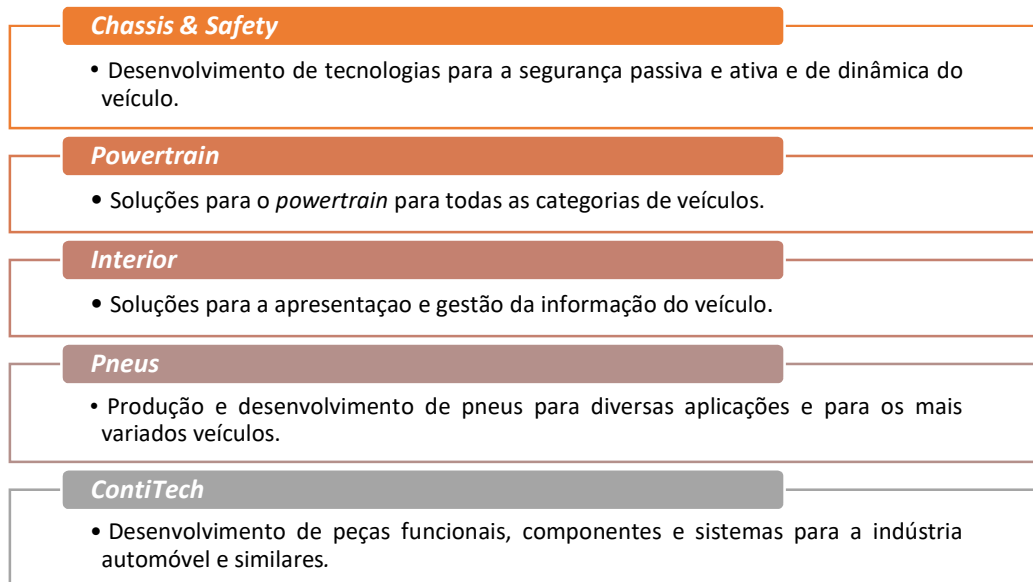 Chassis & Safety
• Desenvolvimento de tecnologias para a segurança passiva e ativa e de dinâmica do
veículo.
Powertrain
• Soluções para o powertrain para todas as categorias de veículos.
Interior
• Soluções para a apresentaçao e gestão da informação do veículo.
Pneus
• Produção e desenvolvimento de pneus para diversas aplicações e para os mais
variados veículos.
ContiTech
• Desenvolvimento de peças funcionais, componentes e sistemas para a indústria
automóvel e similares.